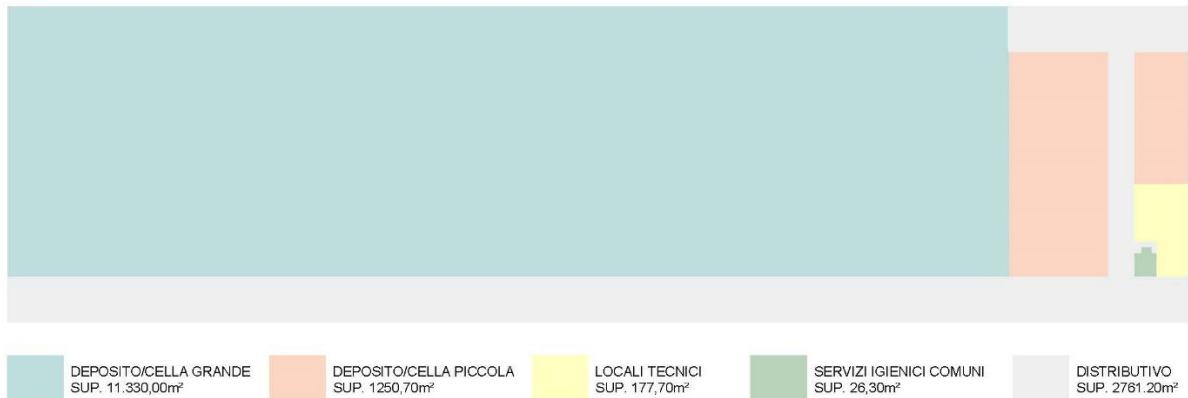 DEPOSITO/CELLA GRANDE
SUP. 11.330,00m²
DEPOSITO/CELLA PICCOLA
SUP. 1250,70m²
LOCALI TECNICI
SUP. 177,70m²
SERVIZI IGIENICI COMUNI
SUP. 26,30m²
DISTRIBUTIVO
SUP. 2761.20m²